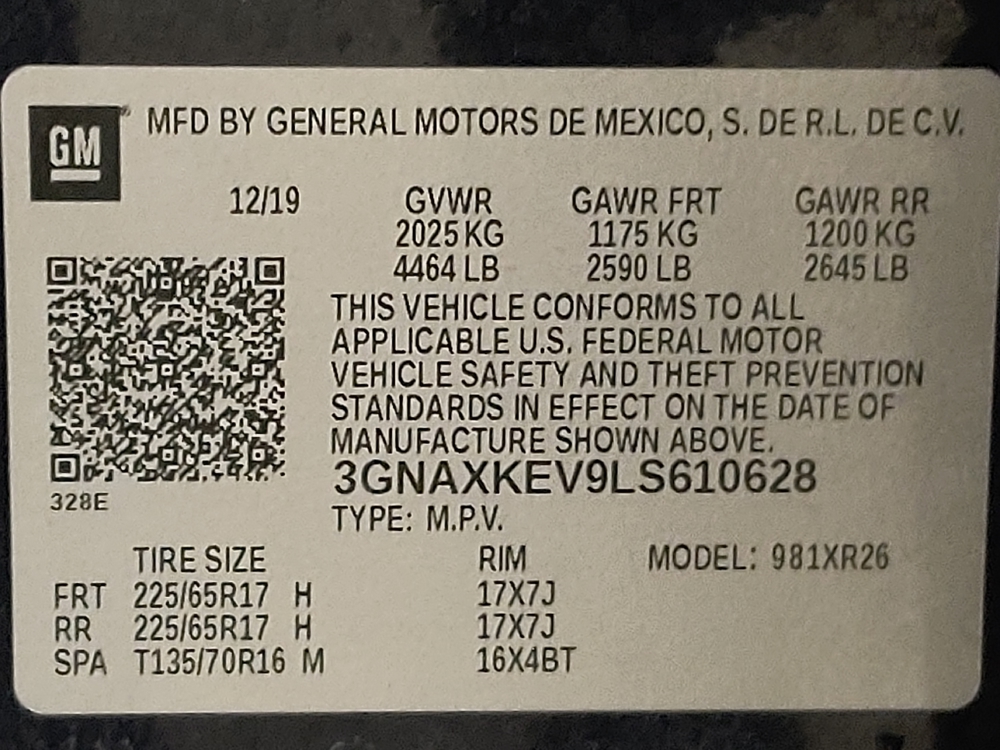 GM
MFD BY GENERAL MOTORS DE MEXICO, S. DE R.L. DE C.V.
12/19 GVWR GAWR FRT GAWR RR
2025 KG 1175 KG 1200 KG
4464 LB 2590 LB 2645 LB
THIS VEHICLE CONFORMS TO ALL
APPLICABLE U.S. FEDERAL MOTOR
VEHICLE SAFETY AND THEFT PREVENTION
STANDARDS IN EFFECT ON THE DATE OF
MANUFACTURE SHOWN ABOVE.
3GNAXKEV9LS610628
328E
TYPE: M.P.V.
TIRE SIZE RIM MODEL: 981XR26
FRT 225/65R17 H 17X7J
RR 225/65R17 H 17X7J
SPA T135/70R16 M 16X4BT